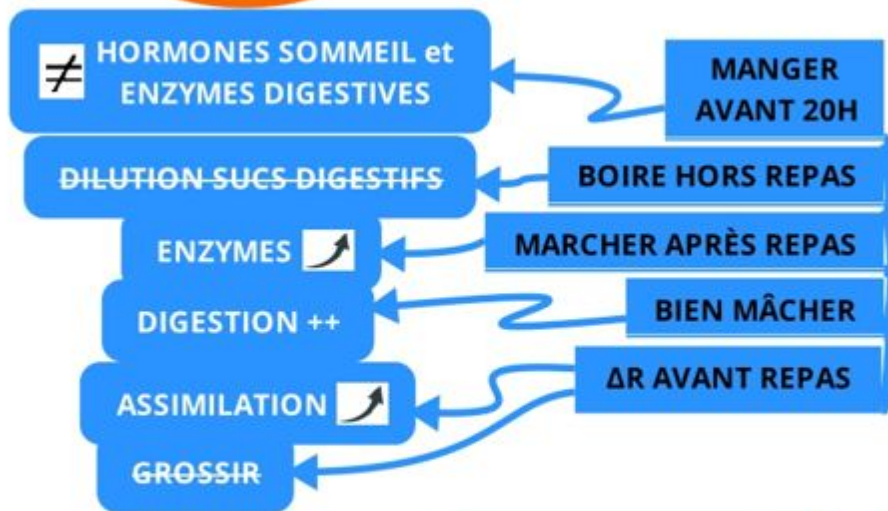 ≠ HORMONES SOMMEIL et
ENZYMES DIGESTIVES
MANGER
AVANT 20H
DILUTION SUCS DIGESTIFS
BOIRE HORS REPAS
ENZYMES
MARCHER APRÈS REPAS
DIGESTION ++
BIEN MÂCHER
ASSIMILATION
ΔR AVANT REPAS
GROSSIR